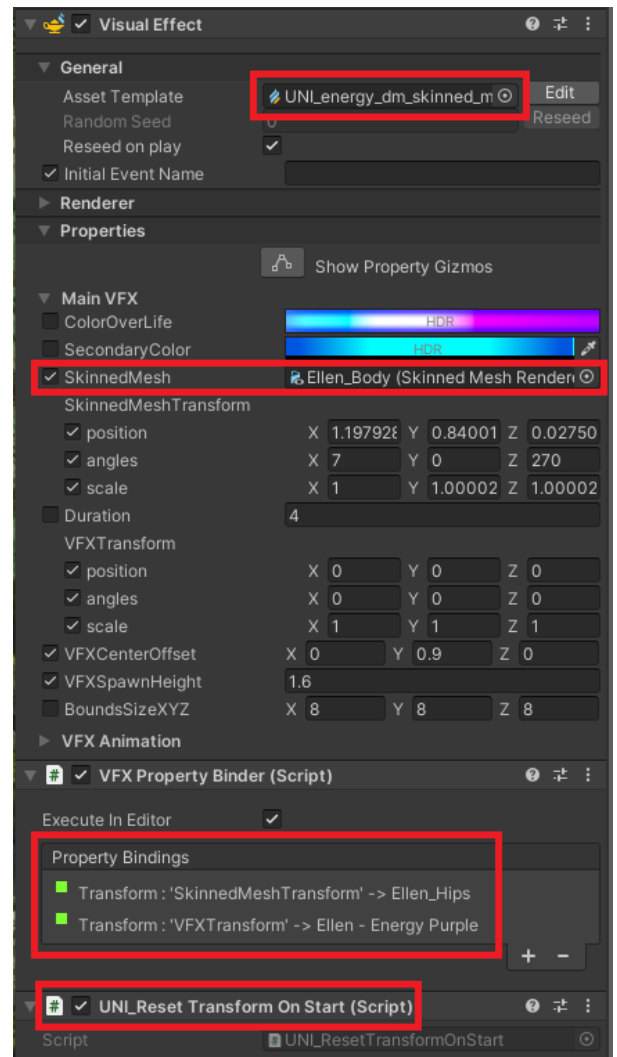 Visual Effect
General
Asset Template UNI_energy_dm_skinned_m Edit
Random Seed 0 Reseed
Reseed on play
Initial Event Name
Renderer
Properties
Show Property Gizmos
Main VFX
ColorOverLife HDR
SecondaryColor HDR
SkinnedMesh Ellen_Body (Skinned Mesh Render
SkinnedMeshTransform
position X 1.197928 Y 0.84001 Z 0.02750
angles X 7 Y 0 Z 270
scale X 1 Y 1.00002 Z 1.00002
Duration 4
VFXTransform
position X 0 Y 0 Z 0
angles X 0 Y 0 Z 0
scale X 1 Y 1 Z 1
VFXCenterOffset X 0 Y 0.9 Z 0
VFXSpawnHeight 1.6
BoundsSizeXYZ X 8 Y 8 Z 8
VFX Animation
# VFX Property Binder (Script)
Execute In Editor
Property Bindings
Transform : 'SkinnedMeshTransform' -> Ellen_Hips
Transform : 'VFXTransform' -> Ellen - Energy Purple
+ -
# UNI_Reset Transform On Start (Script)
Script UNI_ResetTransformOnStart